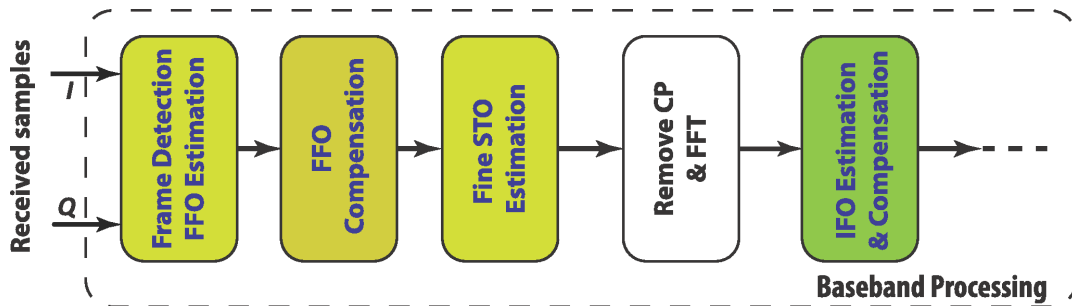 Received samples
I
Q
Frame Detection
FFO Estimation
FFO
Compensation
Fine STO
Estimation
Remove CP
& FFT
IFO Estimation
& Compensation
Baseband Processing